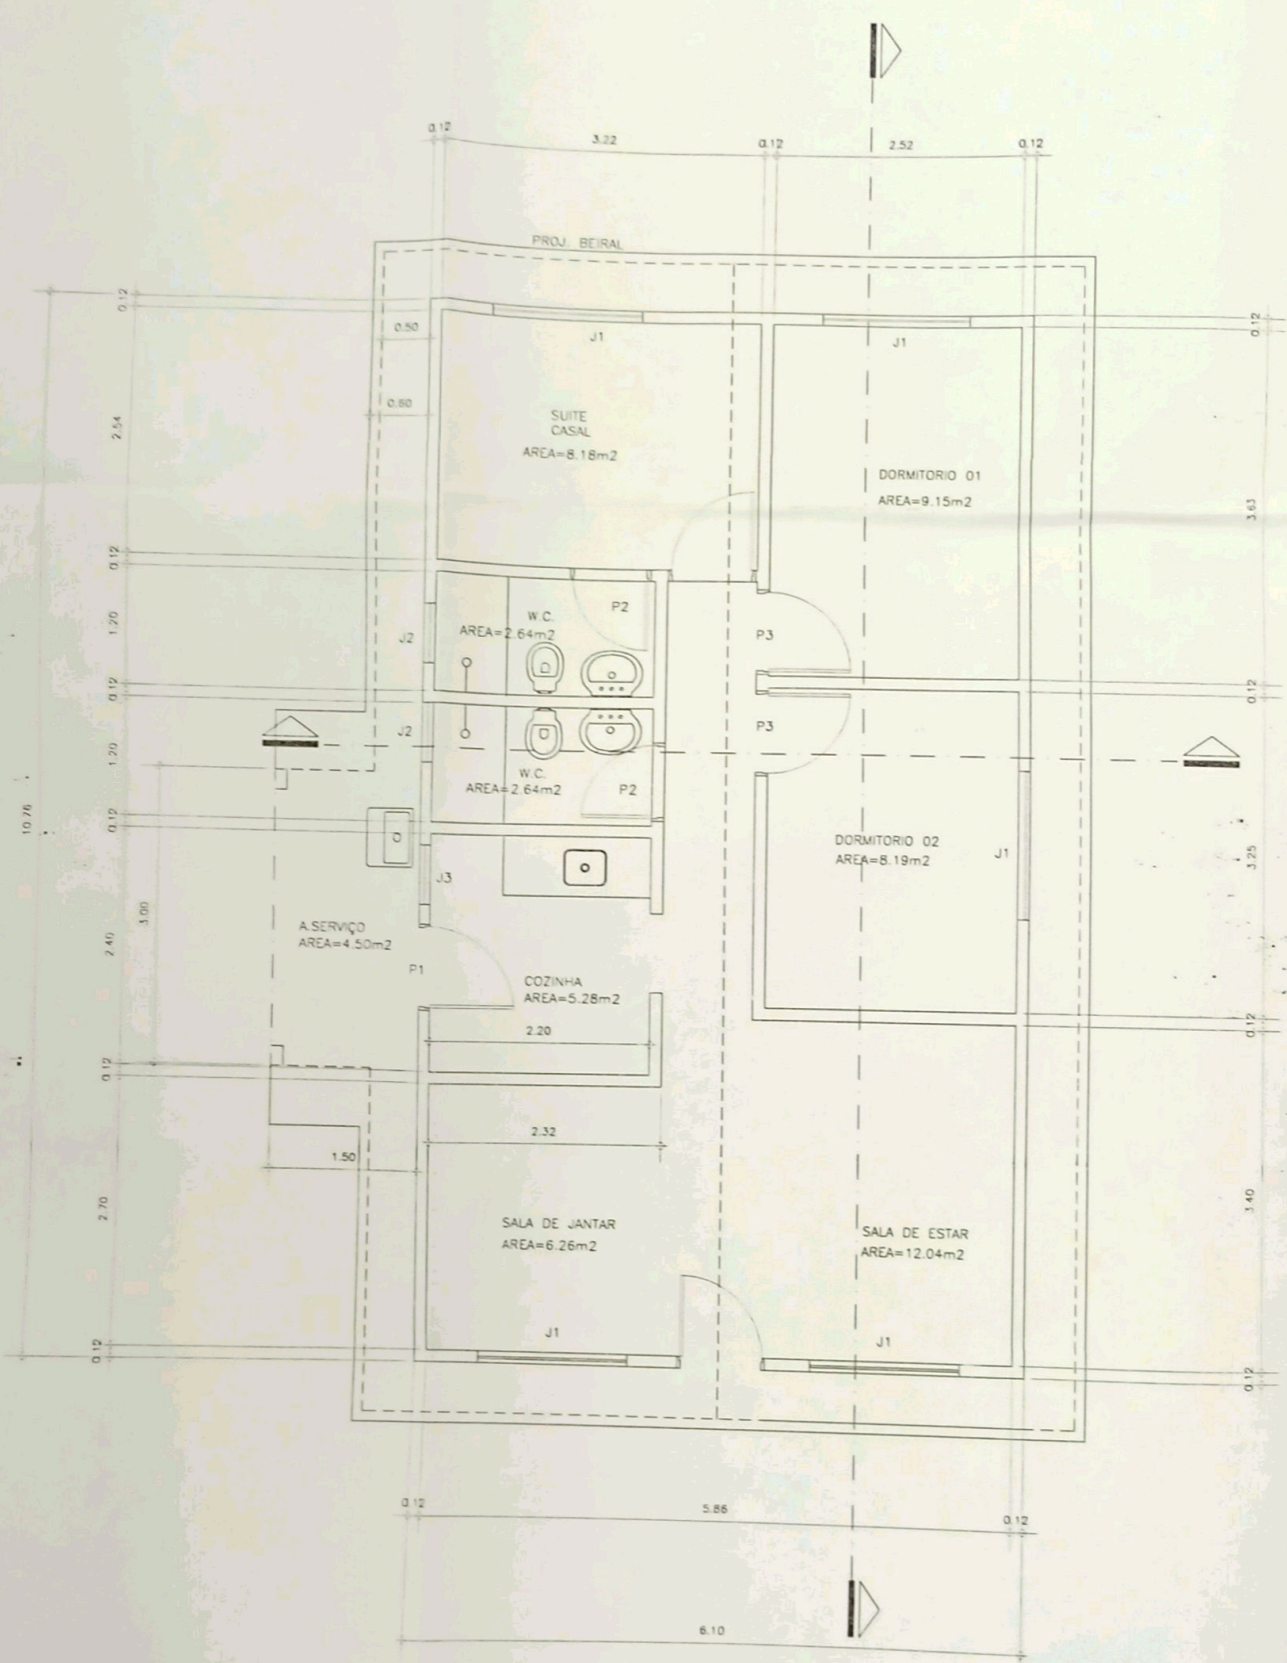 0.12
3.22
0.12
2.52
0.12
PROJ. BEIRAL
0.12
0.50
J1
J1
0.12
0.60
2.54
SUITE
CASAL
AREA=8.18m2
DORMITORIO 01
AREA=9.15m2
3.63
0.12
P2
W.C.
AREA=2.64m2
1.20
J2
P3
0.12
0.12
J2
P3
1.20
W.C.
AREA=2.64m2
P2
10.76
0.12
DORMITORIO 02
AREA=8.19m2
J1
3.25
J3
3.00
2.40
A.SERVIÇO
AREA=4.50m2
P1
COZINHA
AREA=5.28m2
2.20
0.12
0.12
2.32
1.50
2.70
SALA DE JANTAR
AREA=6.26m2
SALA DE ESTAR
AREA=12.04m2
3.40
J1
J1
0.12
0.12
0.12
5.86
0.12
6.10